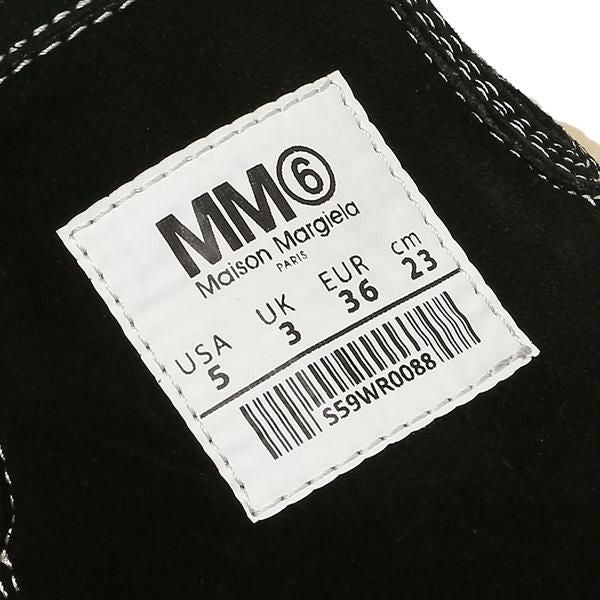 MM⑥
Maison Margiela
PARIS
USA UK EUR cm
5 3 36 23
S59WR0088